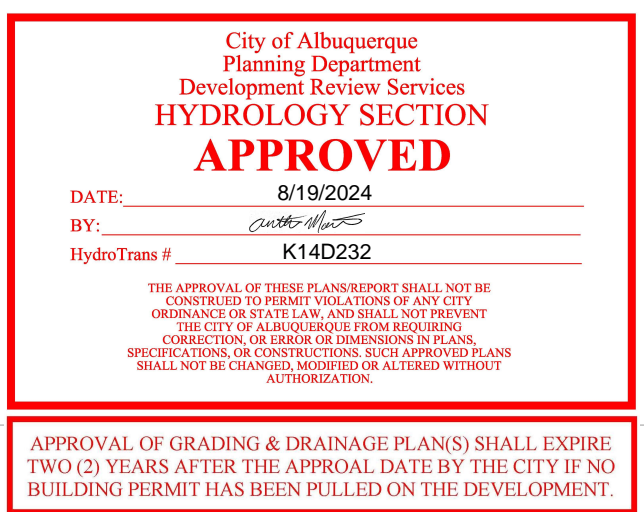 City of Albuquerque
Planning Department
Development Review Services
HYDROLOGY SECTION
APPROVED
DATE: 8/19/2024
BY:
HydroTrans # K14D232
THE APPROVAL OF THESE PLANS/REPORT SHALL NOT BE
CONSTRUED TO PERMIT VIOLATIONS OF ANY CITY
ORDINANCE OR STATE LAW, AND SHALL NOT PREVENT
THE CITY OF ALBUQUERQUE FROM REQUIRING
CORRECTION, OR ERROR OR DIMENSIONS IN PLANS,
SPECIFICATIONS, OR CONSTRUCTIONS. SUCH APPROVED PLANS
SHALL NOT BE CHANGED, MODIFIED OR ALTERED WITHOUT
AUTHORIZATION.
APPROVAL OF GRADING & DRAINAGE PLAN(S) SHALL EXPIRE
TWO (2) YEARS AFTER THE APPROAL DATE BY THE CITY IF NO
BUILDING PERMIT HAS BEEN PULLED ON THE DEVELOPMENT.